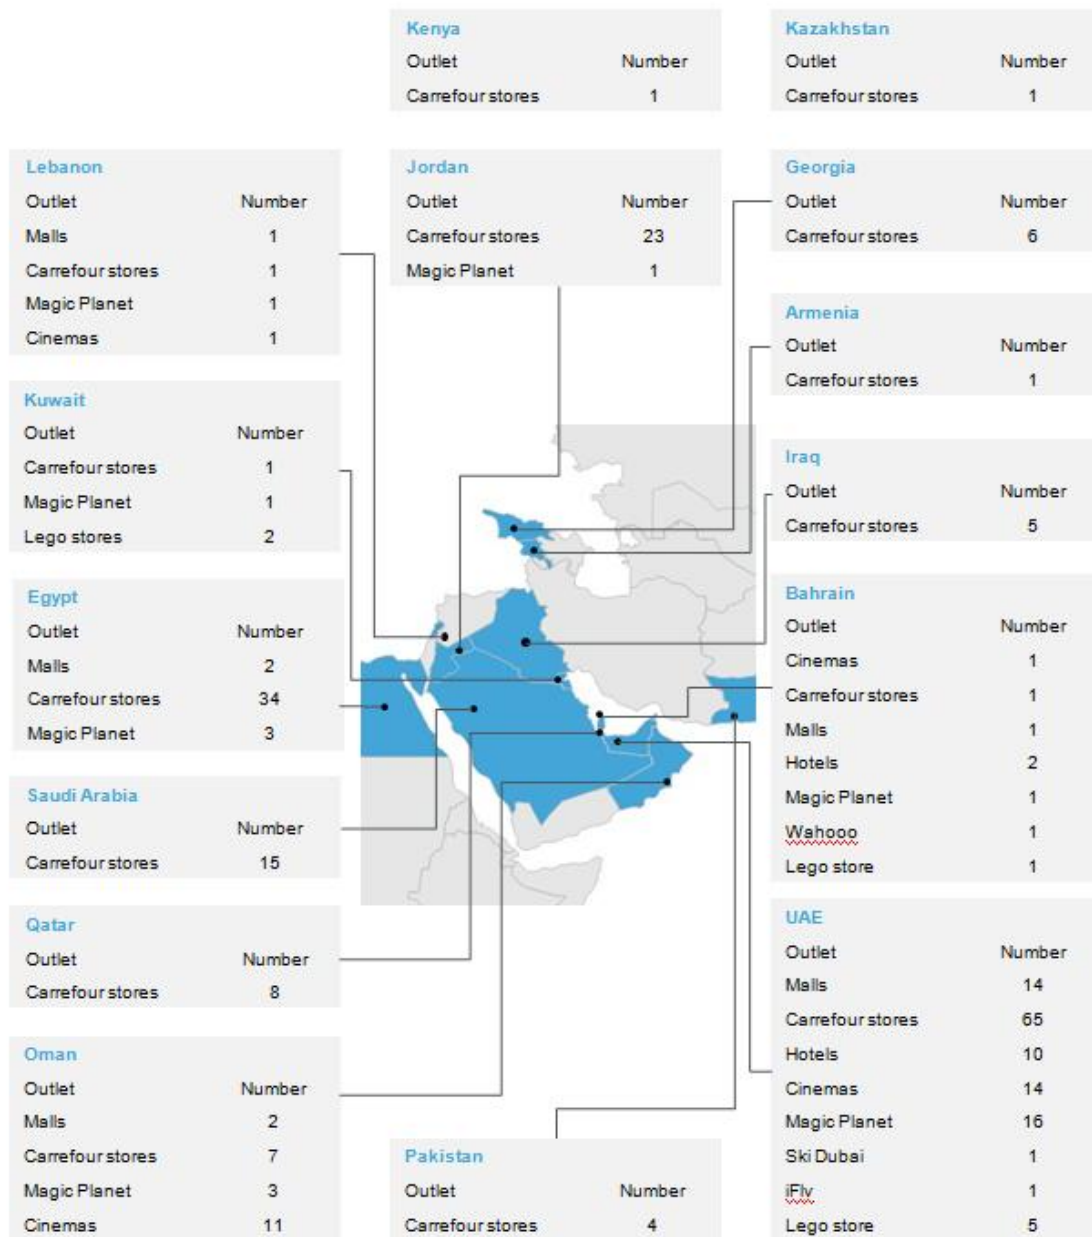 Kenya
Outlet Number
Carrefour stores 1
Kazakhstan
Outlet Number
Carrefour stores 1
Lebanon
Outlet Number
Malls 1
Carrefour stores 1
Magic Planet 1
Cinemas 1
Jordan
Outlet Number
Carrefour stores 23
Magic Planet 1
Georgia
Outlet Number
Carrefour stores 6
Armenia
Outlet Number
Carrefour stores 1
Kuwait
Outlet Number
Carrefour stores 1
Magic Planet 1
Lego stores 2
Iraq
Outlet Number
Carrefour stores 5
Egypt
Outlet Number
Malls 2
Carrefour stores 34
Magic Planet 3
Bahrain
Outlet Number
Cinemas 1
Carrefour stores 1
Malls 1
Hotels 2
Magic Planet 1
Wahooo 1
Lego store 1
Saudi Arabia
Outlet Number
Carrefour stores 15
Qatar
Outlet Number
Carrefour stores 8
UAE
Outlet Number
Malls 14
Carrefour stores 65
Hotels 10
Cinemas 14
Magic Planet 16
Ski Dubai 1
iFly 1
Lego store 5
Oman
Outlet Number
Malls 2
Carrefour stores 7
Magic Planet 3
Cinemas 11
Pakistan
Outlet Number
Carrefour stores 4